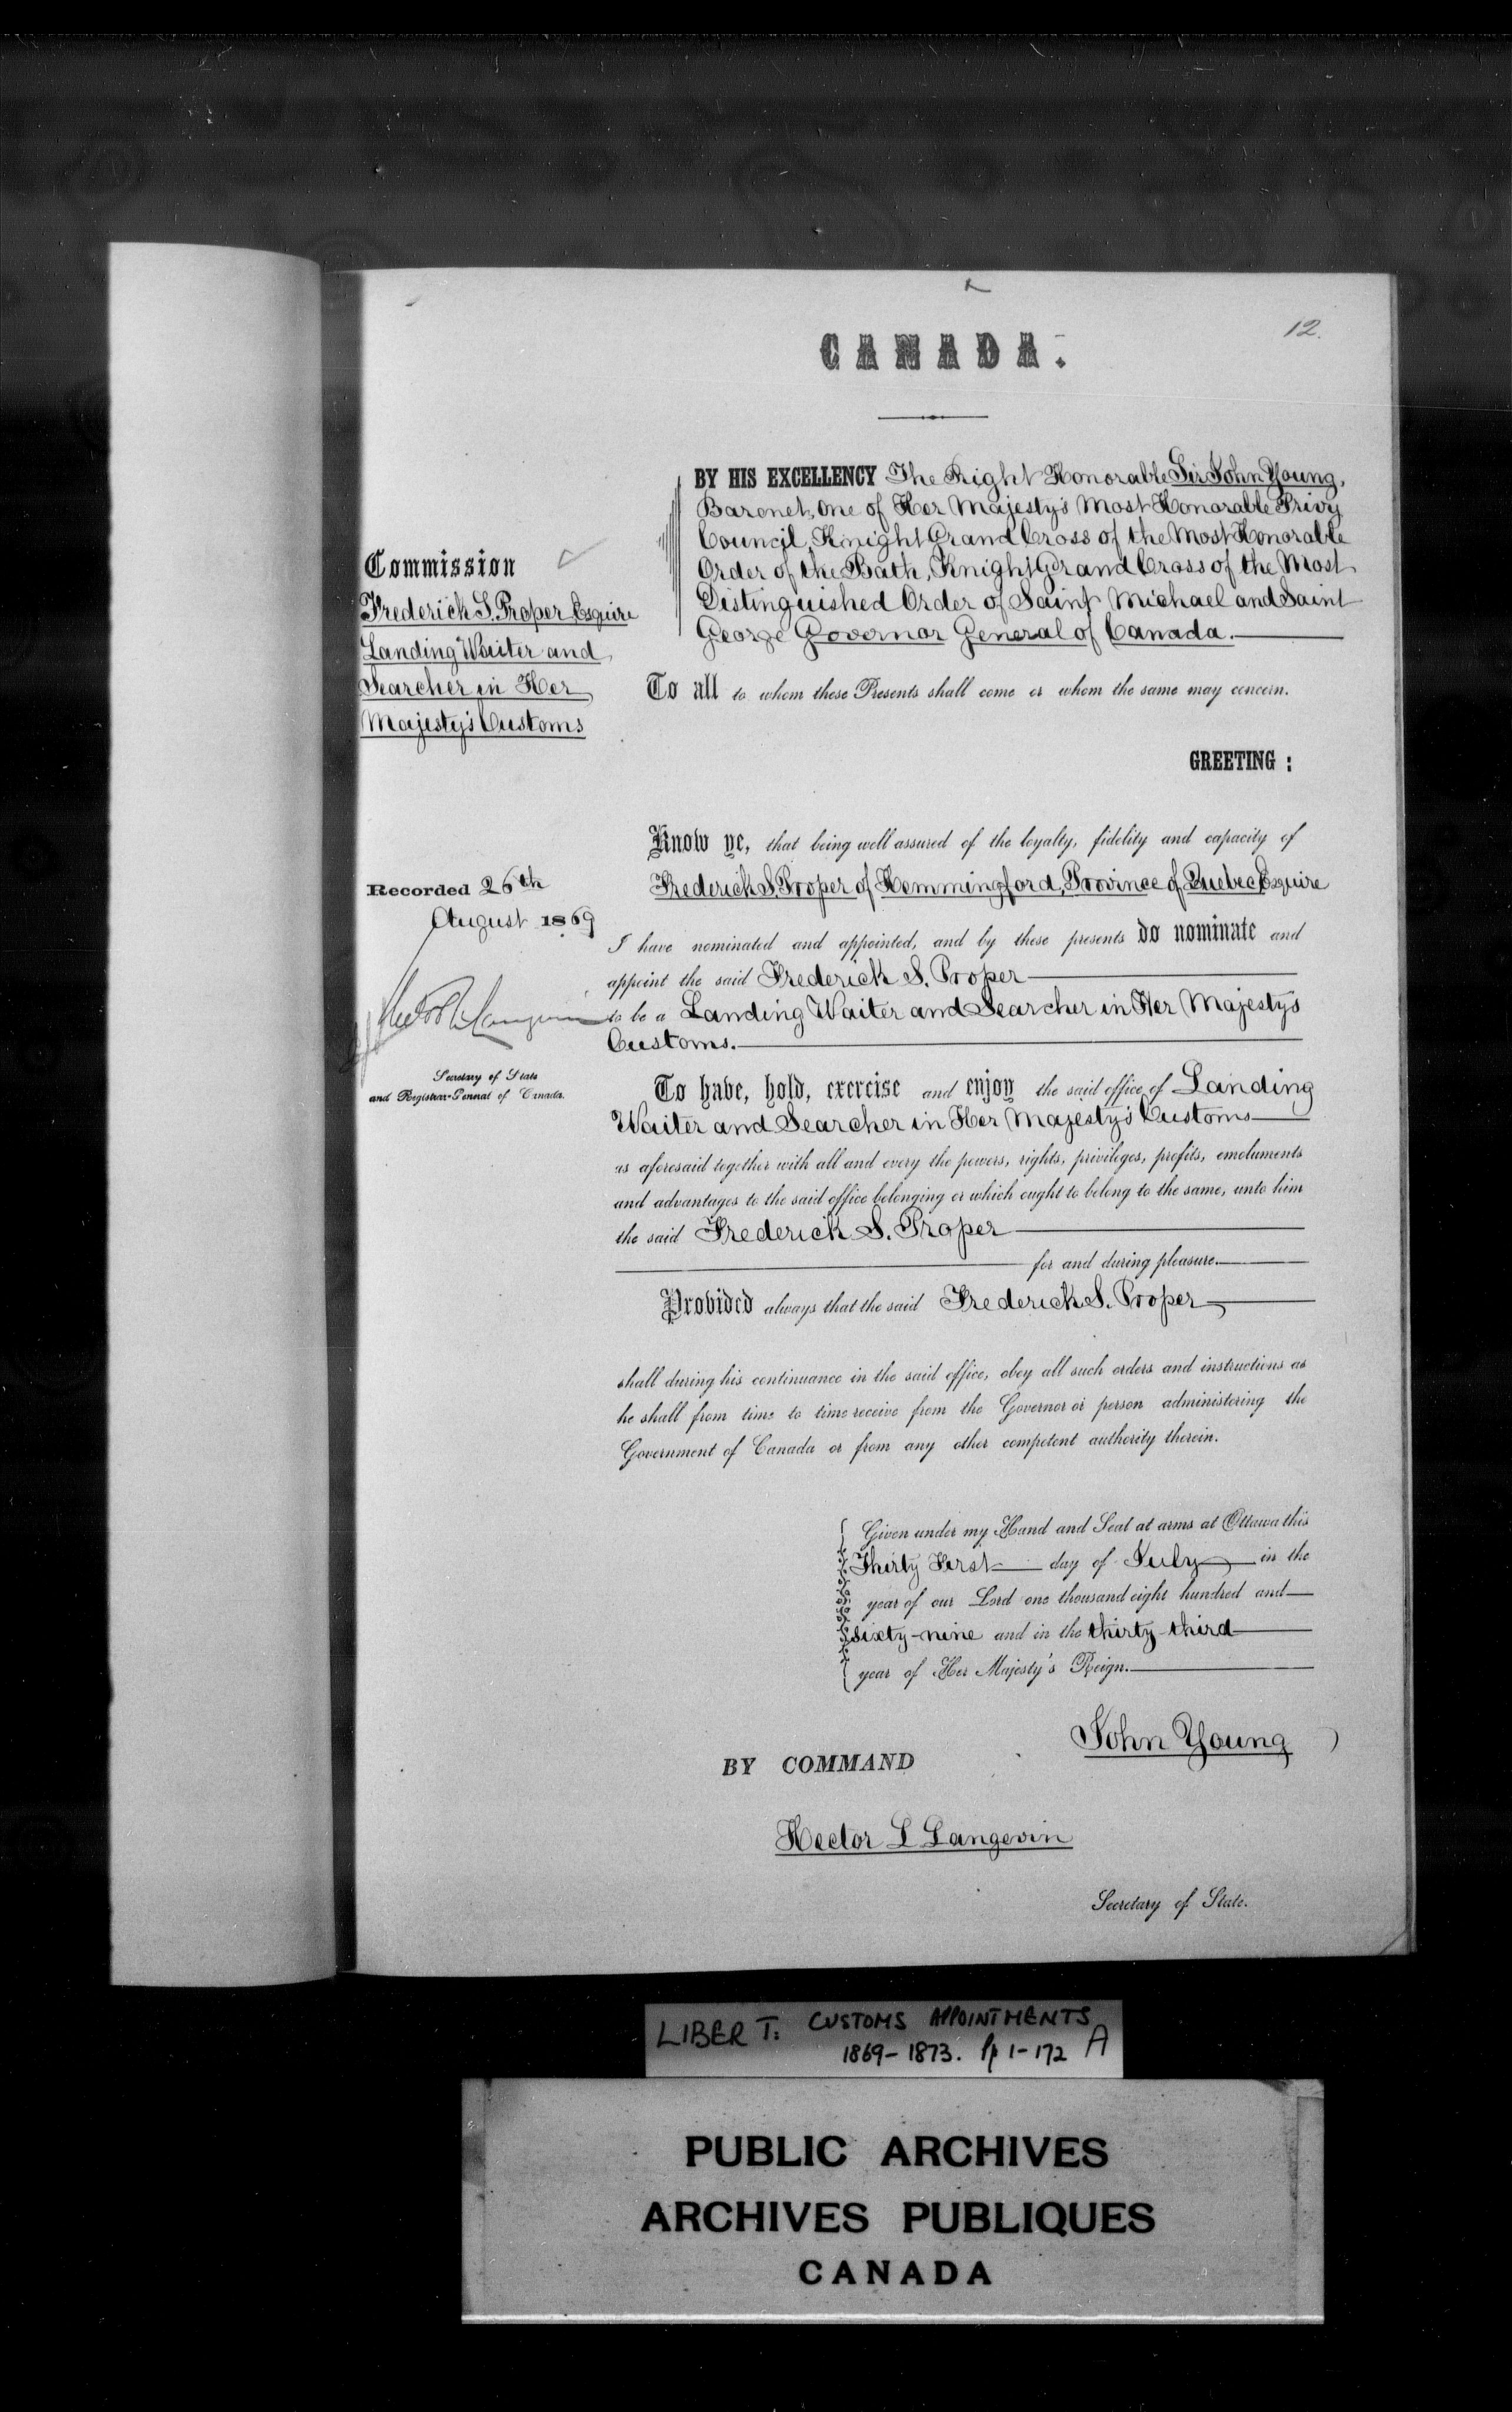 12.
CANADA.
Commission
Frederick S. Proper, Esquire
Landing Waiter and
Searcher in Her
Majesty's Customs
Recorded 26th
August 1869
Secretary of State
and Registrar-General of Canada.
BY HIS EXCELLENCY The Right Honorable Sir John Young,
Baronet, one of Her Majesty's Most Honorable Privy
Council, Knight Grand Cross of the Most Honorable
Order of the Bath, Knight Grand Cross of the Most
Distinguished Order of Saint Michael and Saint
George Governor General of Canada.
To all to whom these Presents shall come or whom the same may concern.
GREETING :
Know ye, that being well assured of the loyalty, fidelity and capacity of
Frederick S. Proper of Hemmingford, Province of Quebec, Esquire
I have nominated and appointed, and by these presents do nominate and
appoint the said Frederick S. Proper
to be a Landing Waiter and Searcher in Her Majesty's
Customs.
To have, hold, exercise and enjoy the said office of Landing
Waiter and Searcher in Her Majesty's Customs
as aforesaid together with all and every the powers, rights, privileges, profits, emoluments
and advantages to the said office belonging or which ought to belong to the same, unto him
the said Frederick S. Proper
for and during pleasure.
Provided always that the said Frederick S. Proper
shall during his continuance in the said office, obey all such orders and instructions as
he shall from time to time receive from the Governor or person administering the
Government of Canada or from any other competent authority therein.
Given under my Hand and Seal at arms at Ottawa this
Thirty First day of July in the
year of our Lord one thousand eight hundred and
sixty-nine and in the thirty-third
year of Her Majesty's Reign.
John Young
BY COMMAND
Hector L Langevin
Secretary of State.
LIBER T: CUSTOMS APPOINTMENTS
1869-1873. pp 1-172 A
PUBLIC ARCHIVES
ARCHIVES PUBLIQUES
CANADA